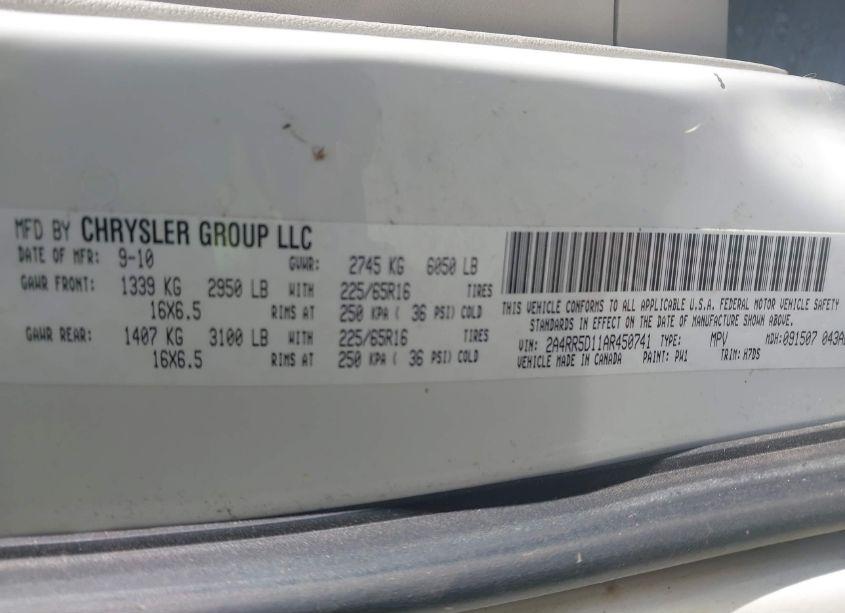 MFD BY CHRYSLER GROUP LLC
DATE OF MFR: 9-10 GVWR: 2745 KG 6050 LB
GAWR FRONT: 1339 KG 2950 LB WITH 225/65R16 TIRES
16X6.5 RIMS AT 250 KPA ( 36 PSI) COLD
GAWR REAR: 1407 KG 3100 LB WITH 225/65R16 TIRES
16X6.5 RIMS AT 250 KPA ( 36 PSI) COLD
THIS VEHICLE CONFORMS TO ALL APPLICABLE U.S.A. FEDERAL MOTOR VEHICLE SAFETY
STANDARDS IN EFFECT ON THE DATE OF MANUFACTURE SHOWN ABOVE.
VIN: 2A4RR5D11AR450741 TYPE: MPV MDH: 091507 043A
VEHICLE MADE IN CANADA PAINT: PW1 TRIM: H7DS